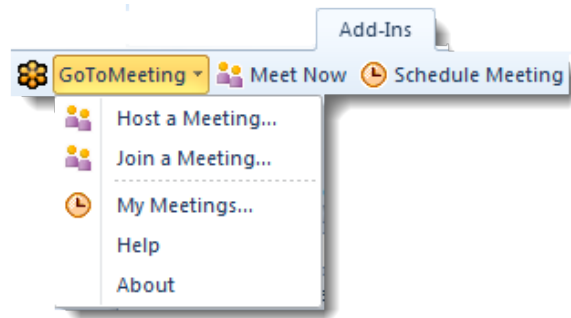 Add-Ins
GoToMeeting Meet Now Schedule Meeting
Host a Meeting...
Join a Meeting...
My Meetings...
Help
About